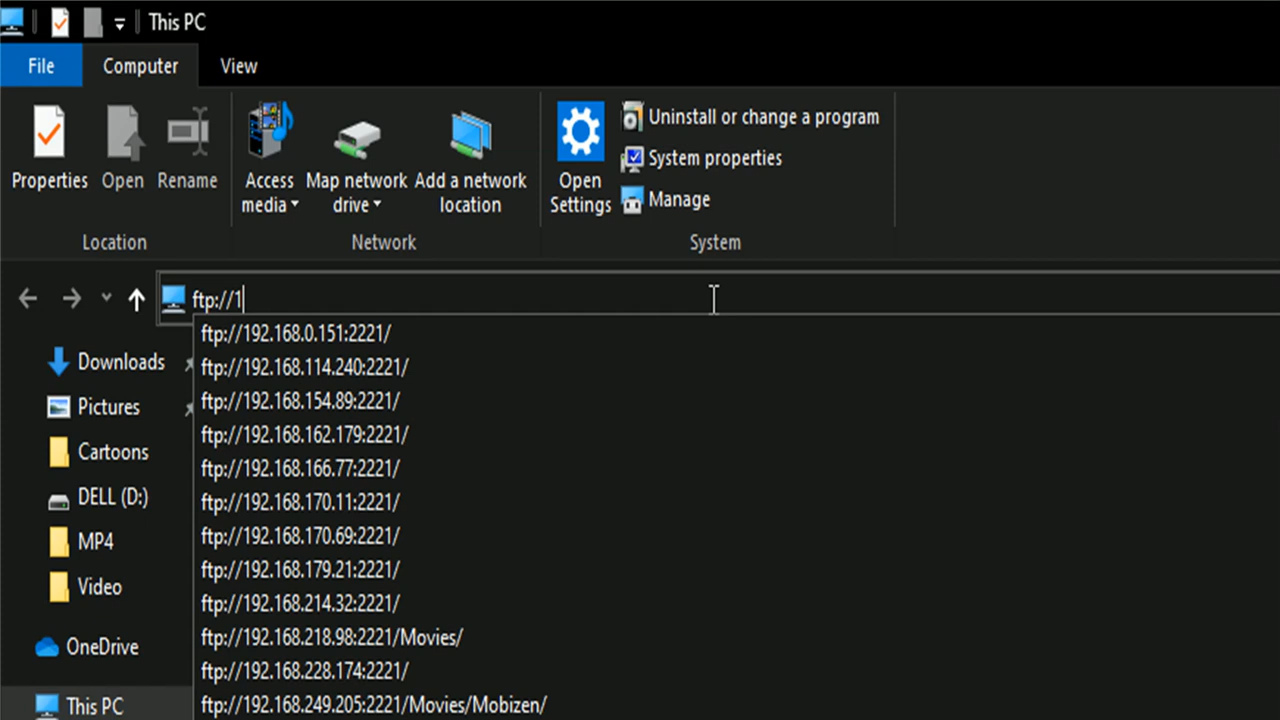 This PC
File Computer View
Properties Open Rename
Access media
Map network drive
Add a network location
Open Settings
Uninstall or change a program
System properties
Manage
Location Network System
ftp://1
ftp://192.168.0.151:2221/
ftp://192.168.114.240:2221/
ftp://192.168.154.89:2221/
ftp://192.168.162.179:2221/
ftp://192.168.166.77:2221/
ftp://192.168.170.11:2221/
ftp://192.168.170.69:2221/
ftp://192.168.179.21:2221/
ftp://192.168.214.32:2221/
ftp://192.168.218.98:2221/Movies/
ftp://192.168.228.174:2221/
ftp://192.168.249.205:2221/Movies/Mobizen/
Downloads
Pictures
Cartoons
DELL (D:)
MP4
Video
OneDrive
This PC